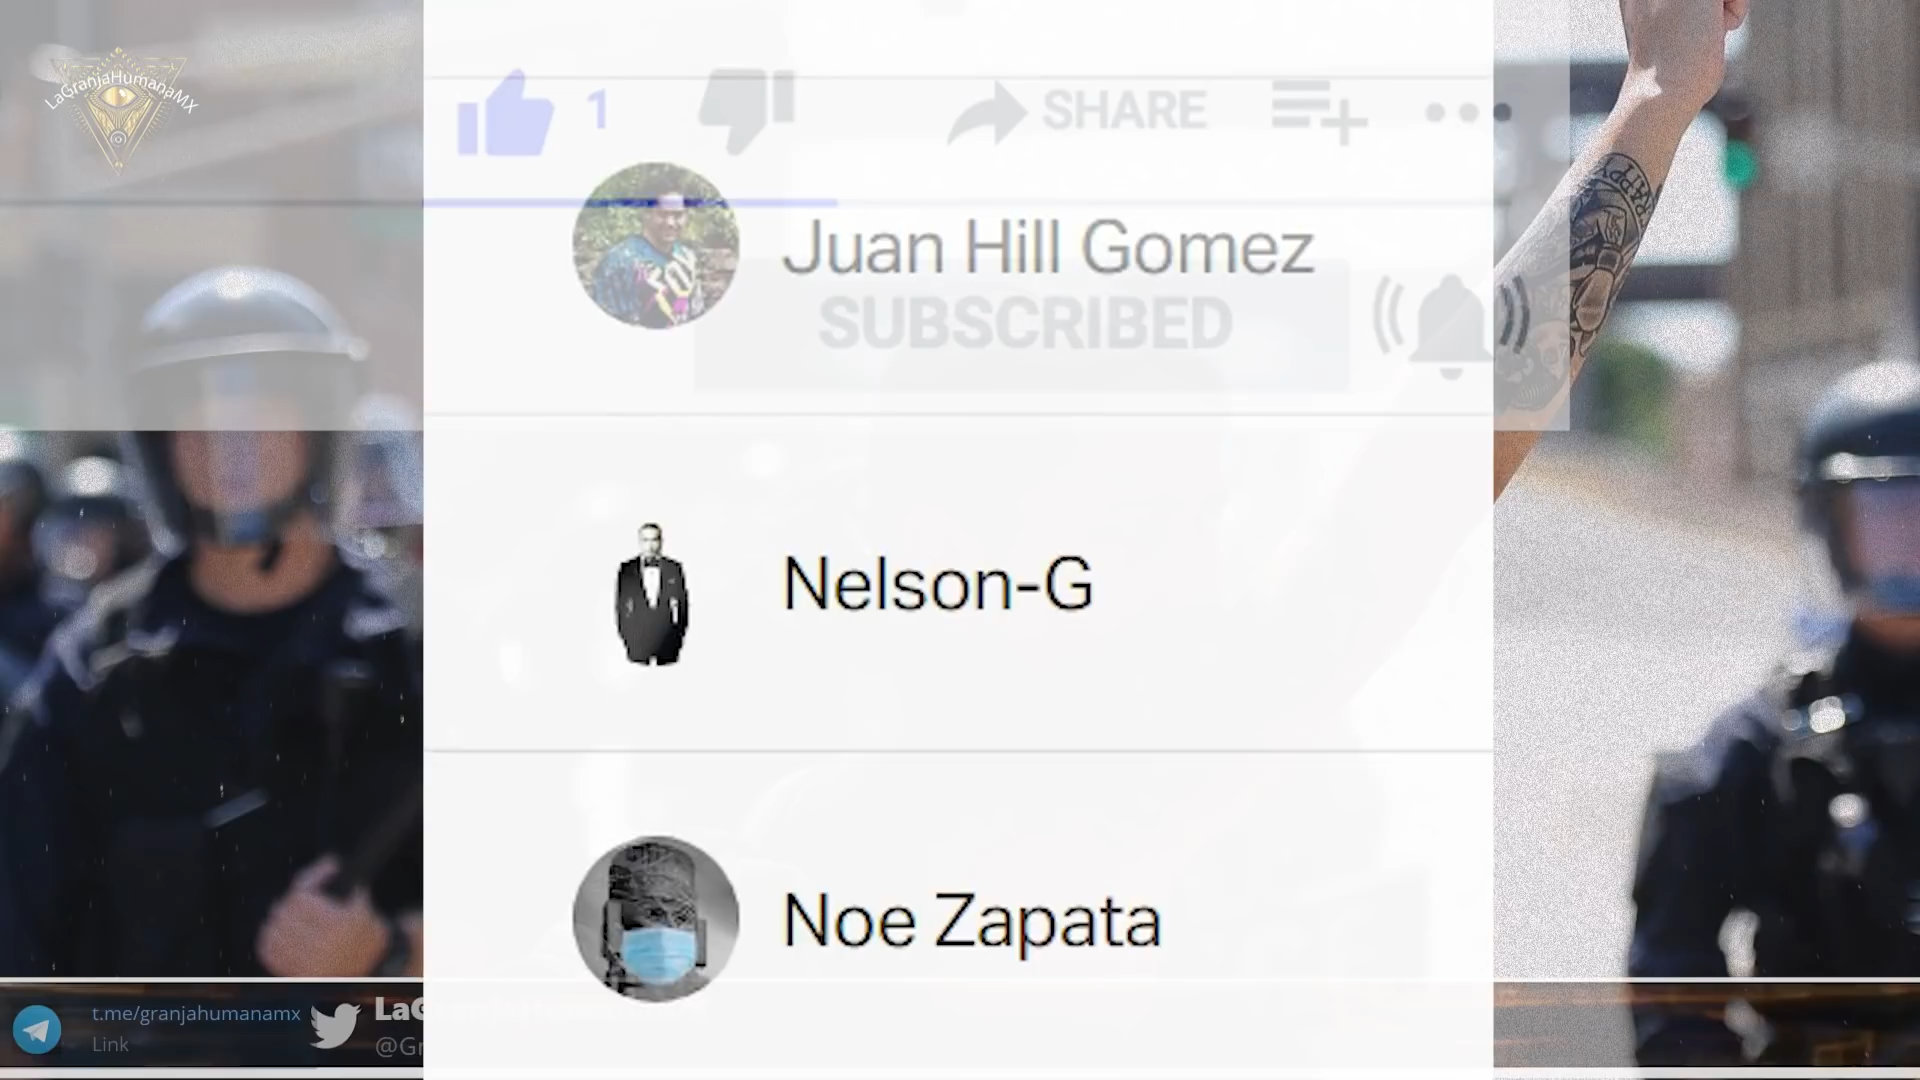 LaGranjaHumanaMX
1
SHARE
Juan Hill Gomez
SUBSCRIBED
Nelson-G
Noe Zapata
t.me/granjahumanamx
Link